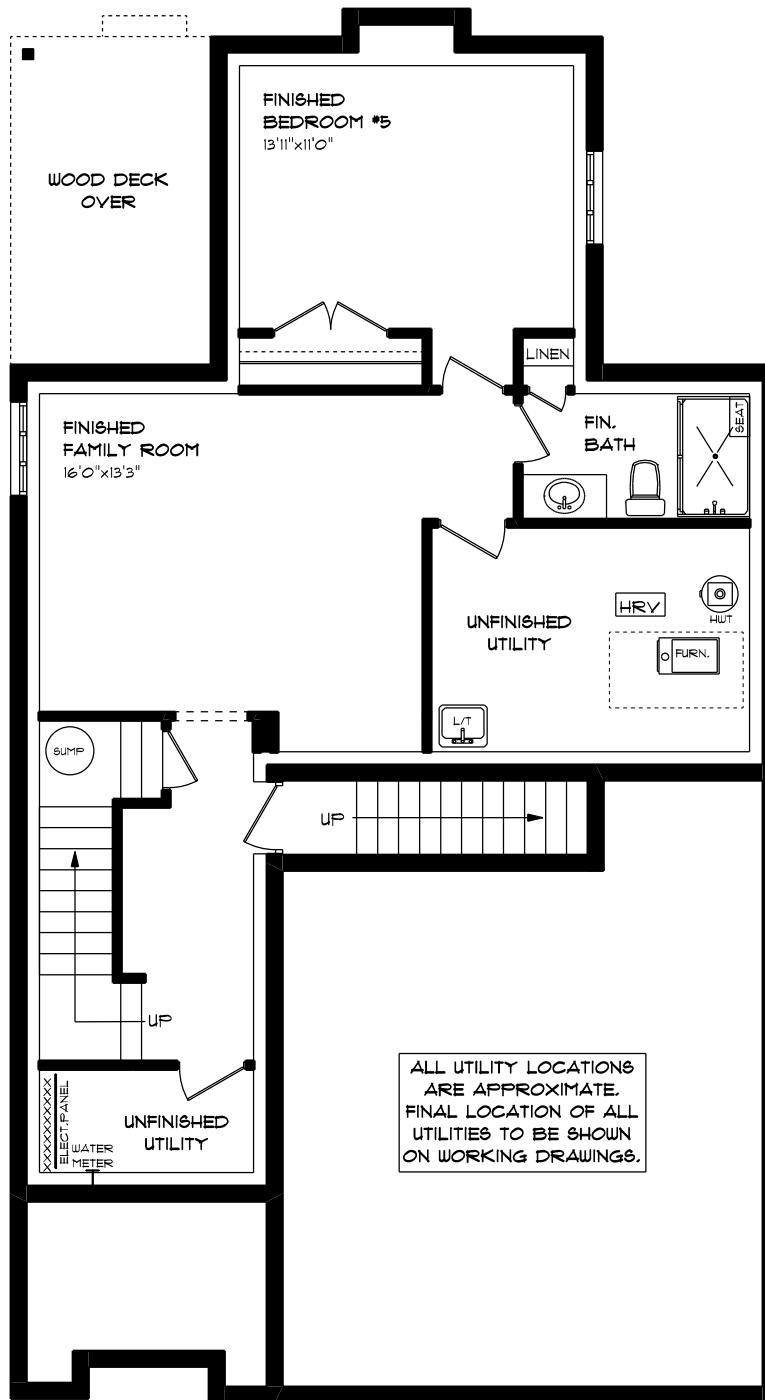 FINISHED
BEDROOM #5
13'11"x11'0"
WOOD DECK
OVER
LINEN
FINISHED
FAMILY ROOM
16'0"x13'3"
FIN.
BATH
SEAT
UNFINISHED
UTILITY
HRV
HWT
FURN.
L/T
SUMP
UP
UP
UNFINISHED
UTILITY
XXXXXXXXXX
ELECT.PANEL
WATER
METER
ALL UTILITY LOCATIONS
ARE APPROXIMATE.
FINAL LOCATION OF ALL
UTILITIES TO BE SHOWN
ON WORKING DRAWINGS.